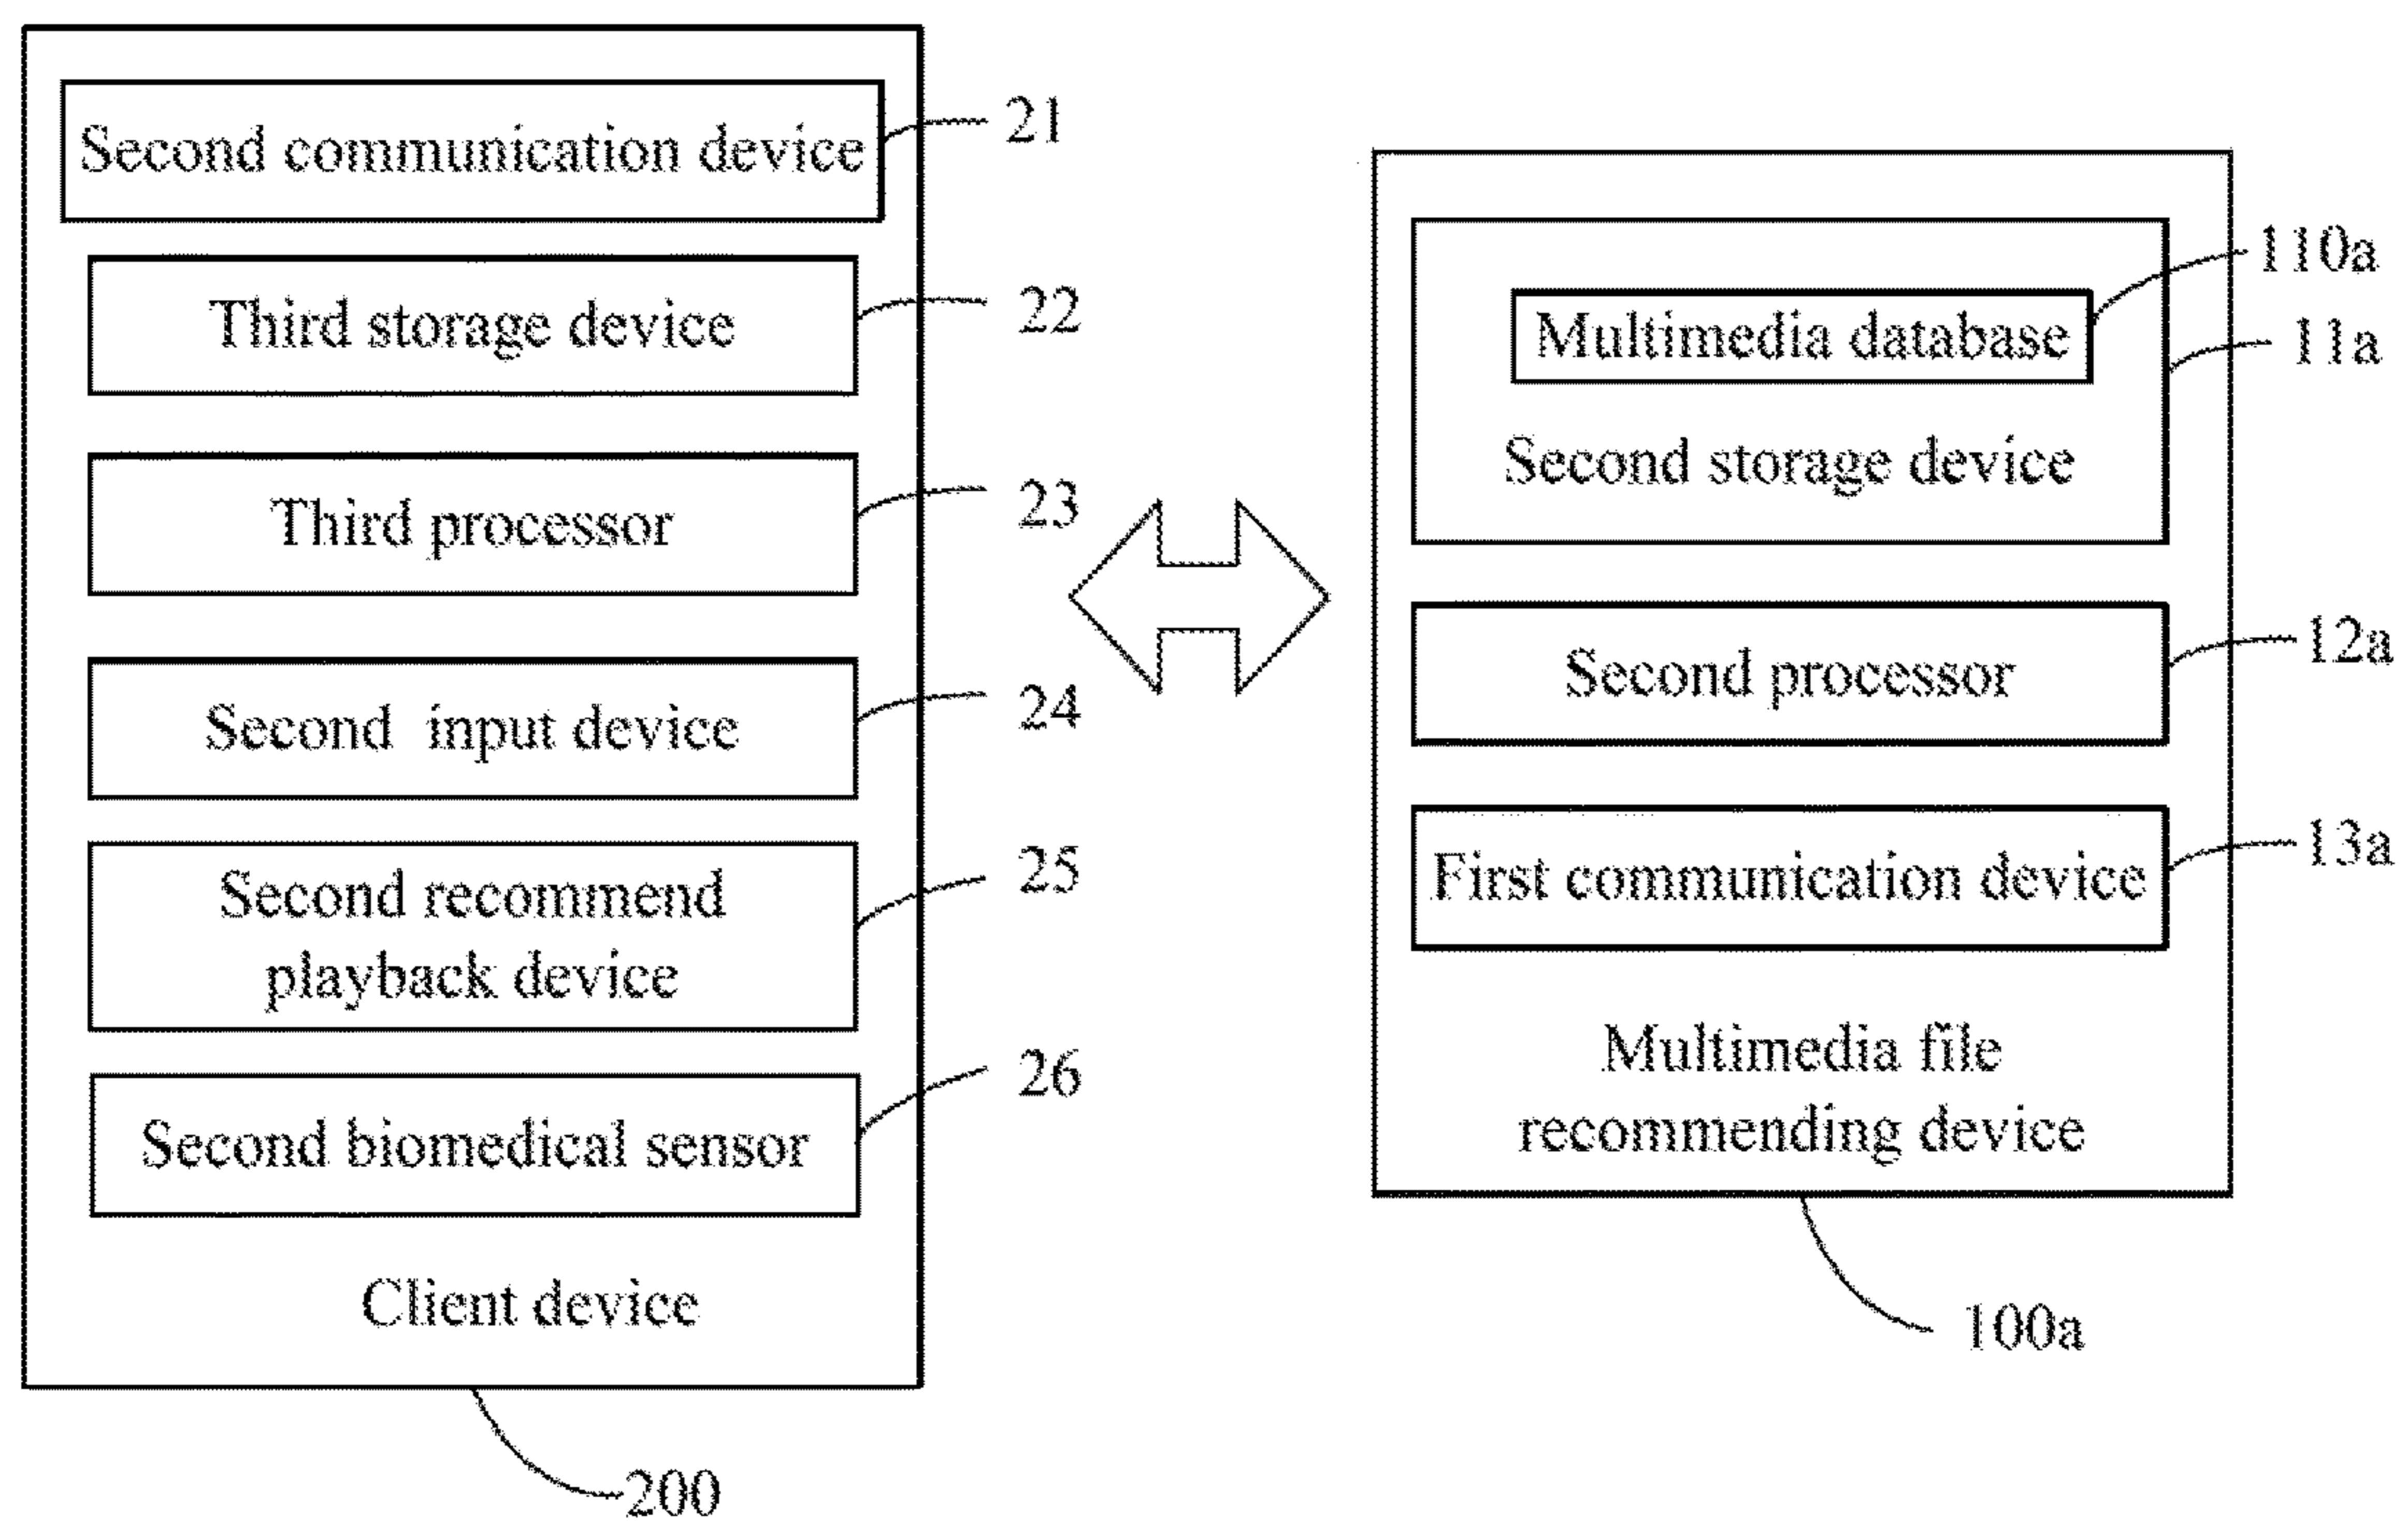 Second communication device
21
Third storage device
22
Third processor
23
Second input device
24
Second recommend
playback device
25
Second biomedical sensor
26
Client device
200
Multimedia database
110a
Second storage device
11a
Second processor
12a
First communication device
13a
Multimedia file
recommending device
100a